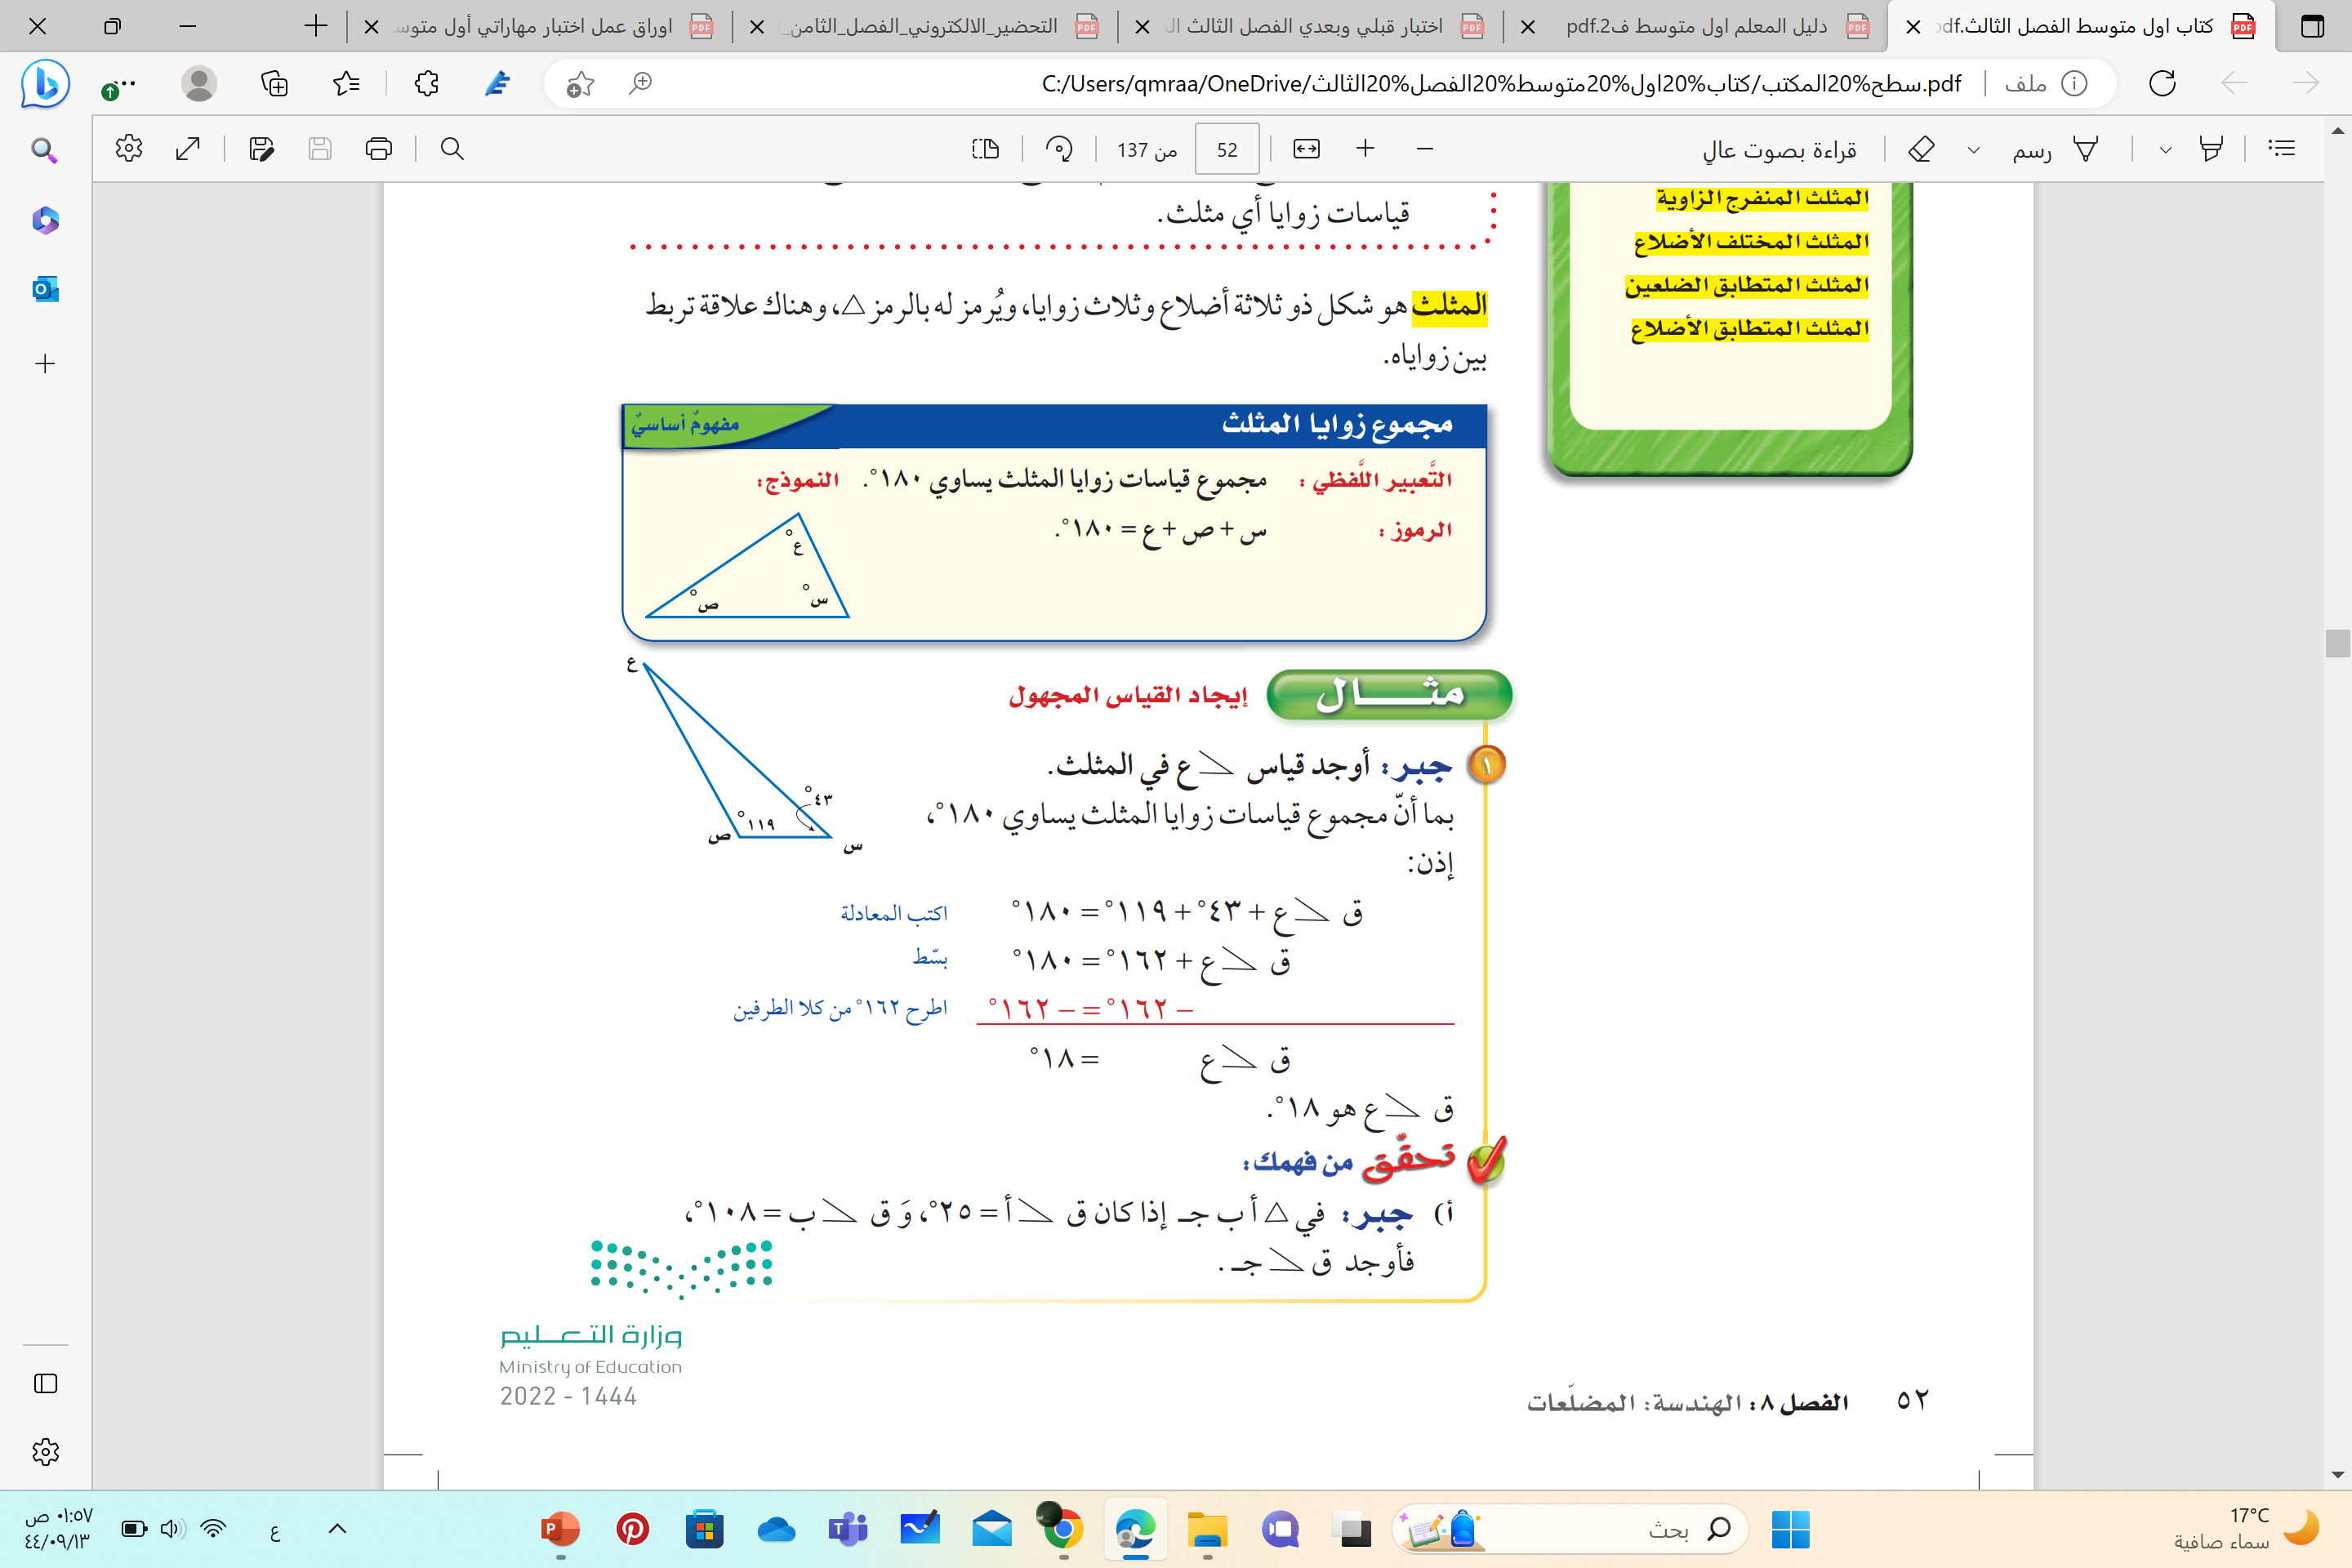 كتاب اول متوسط الفصل الثالث.pdf
دليل المعلم اول متوسط ف2.pdf
اختبار قبلي وبعدي الفصل الثالث
التحضير_الالكتروني_الفصل_الثامن_
اوراق عمل اختبار مهاراتي أول
ملف
C:/Users/qmraa/OneDrive/سطح%20المكتب/كتاب%20اول%20متوسط%20الفصل%20الثالث.pdf
رسم
قراءة بصوت عالٍ
52
من 137
المثلث المنفرج الزاوية
المثلث المختلف الأضلاع
المثلث المتطابق الضلعين
المثلث المتطابق الأضلاع
قياسات زوايا أي مثلث.
المثلث هو شكل ذو ثلاثة أضلاع وثلاث زوايا، ويُرمز له بالرمز △، وهناك علاقة تربط
بين زواياه.
مجموع زوايا المثلث
مفهومٌ أساسيٌ
التَّعبير اللَّفظي : مجموع قياسات زوايا المثلث يساوي ١٨٠°. النموذج:
الرموز : س + ص + ع = ١٨٠°.
ع°
س°
ص°
مثـــــال
إيجاد القياس المجهول
ع
٤٣°
١١٩°
ص
س
١ جبر: أوجد قياس ∠ع في المثلث.
بما أنّ مجموع قياسات زوايا المثلث يساوي ١٨٠°،
إذن:
ق ∠ع + ٤٣° + ١١٩° = ١٨٠° اكتب المعادلة
ق ∠ع + ١٦٢° = ١٨٠° بسّط
− ١٦٢° = − ١٦٢° اطرح ١٦٢° من كلا الطرفين
ق ∠ع = ١٨°
ق ∠ع هو ١٨°.
تحقّق من فهمك:
أ) جبر: في △ أ ب جـ إذا كان ق ∠أ = ٢٥°، وَ ق ∠ب = ١٠٨°،
فأوجد ق ∠جـ .
وزارة التـعـــليم
Ministry of Education
2022 - 1444
٥٢ الفصل ٨: الهندسة: المضلّعات
17°C
سماء صافية
بحث
ع
٠١:٥٧ ص
٤٤/٠٩/١٣